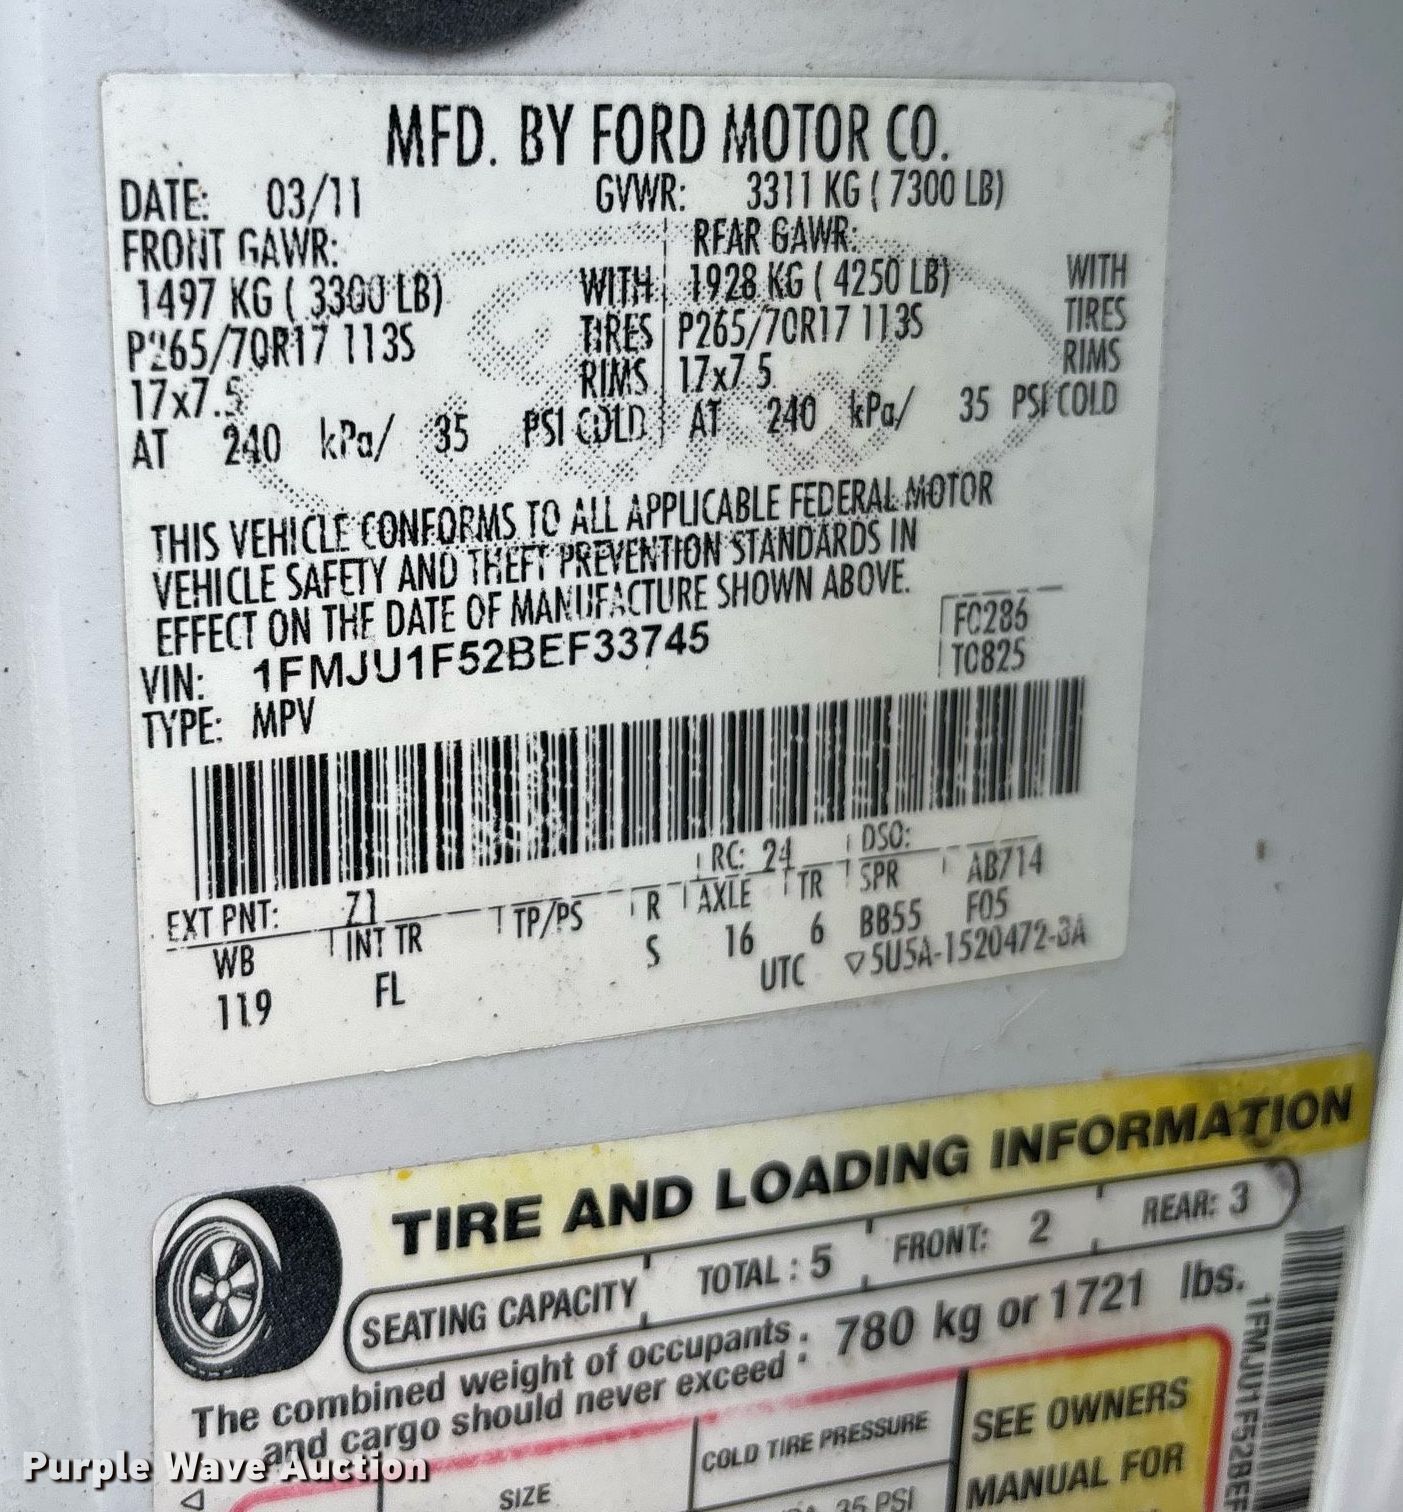 MFD. BY FORD MOTOR CO.
DATE: 03/11 GVWR: 3311 KG ( 7300 LB)
FRONT GAWR: REAR GAWR:
1497 KG ( 3300 LB) WITH 1928 KG ( 4250 LB) WITH
P265/70R17 113S TIRES P265/70R17 113S TIRES
17x7.5 RIMS 17x7.5 RIMS
AT 240 kPa/ 35 PSI COLD AT 240 kPa/ 35 PSI COLD
THIS VEHICLE CONFORMS TO ALL APPLICABLE FEDERAL MOTOR
VEHICLE SAFETY AND THEFT PREVENTION STANDARDS IN
EFFECT ON THE DATE OF MANUFACTURE SHOWN ABOVE.
VIN: 1FMJU1F52BEF33745 FC286
TYPE: MPV TC825
EXT PNT: Z1 RC: 24 DSO:
WB INT TR TP/PS R AXLE TR SPR AB714
119 FL S 16 6 BB55 F05
UTC ▽5U5A-1520472-BA
TIRE AND LOADING INFORMATION
SEATING CAPACITY TOTAL : 5 FRONT: 2 REAR: 3
The combined weight of occupants : 780 kg or 1721 lbs.
and cargo should never exceed :
SIZE COLD TIRE PRESSURE SEE OWNERS
35 PSI MANUAL FOR
1FMJU1F52BEF
Purple Wave Auction